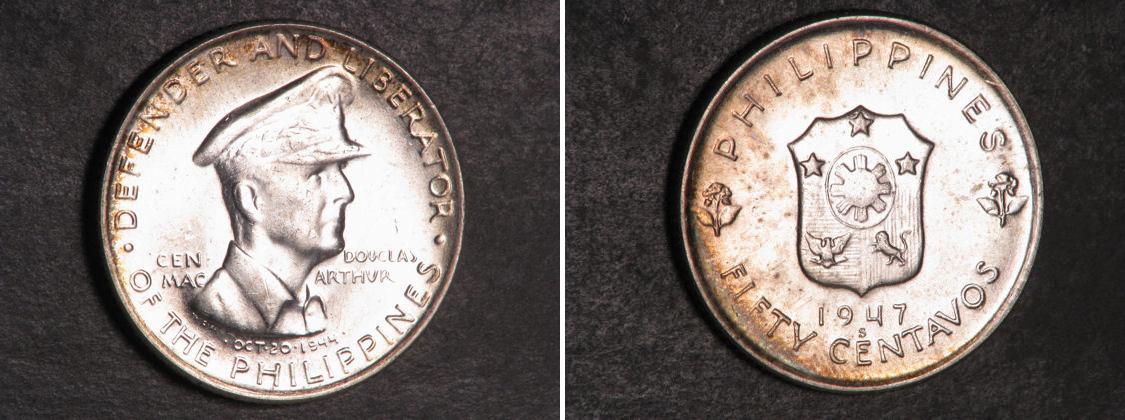 · DEFENDER AND LIBERATOR ·
OF THE PHILIPPINES
GEN DOUGLAS
MAC ARTHUR
· OCT·20·1944
PHILIPPINES
1947
S
FIFTY CENTAVOS